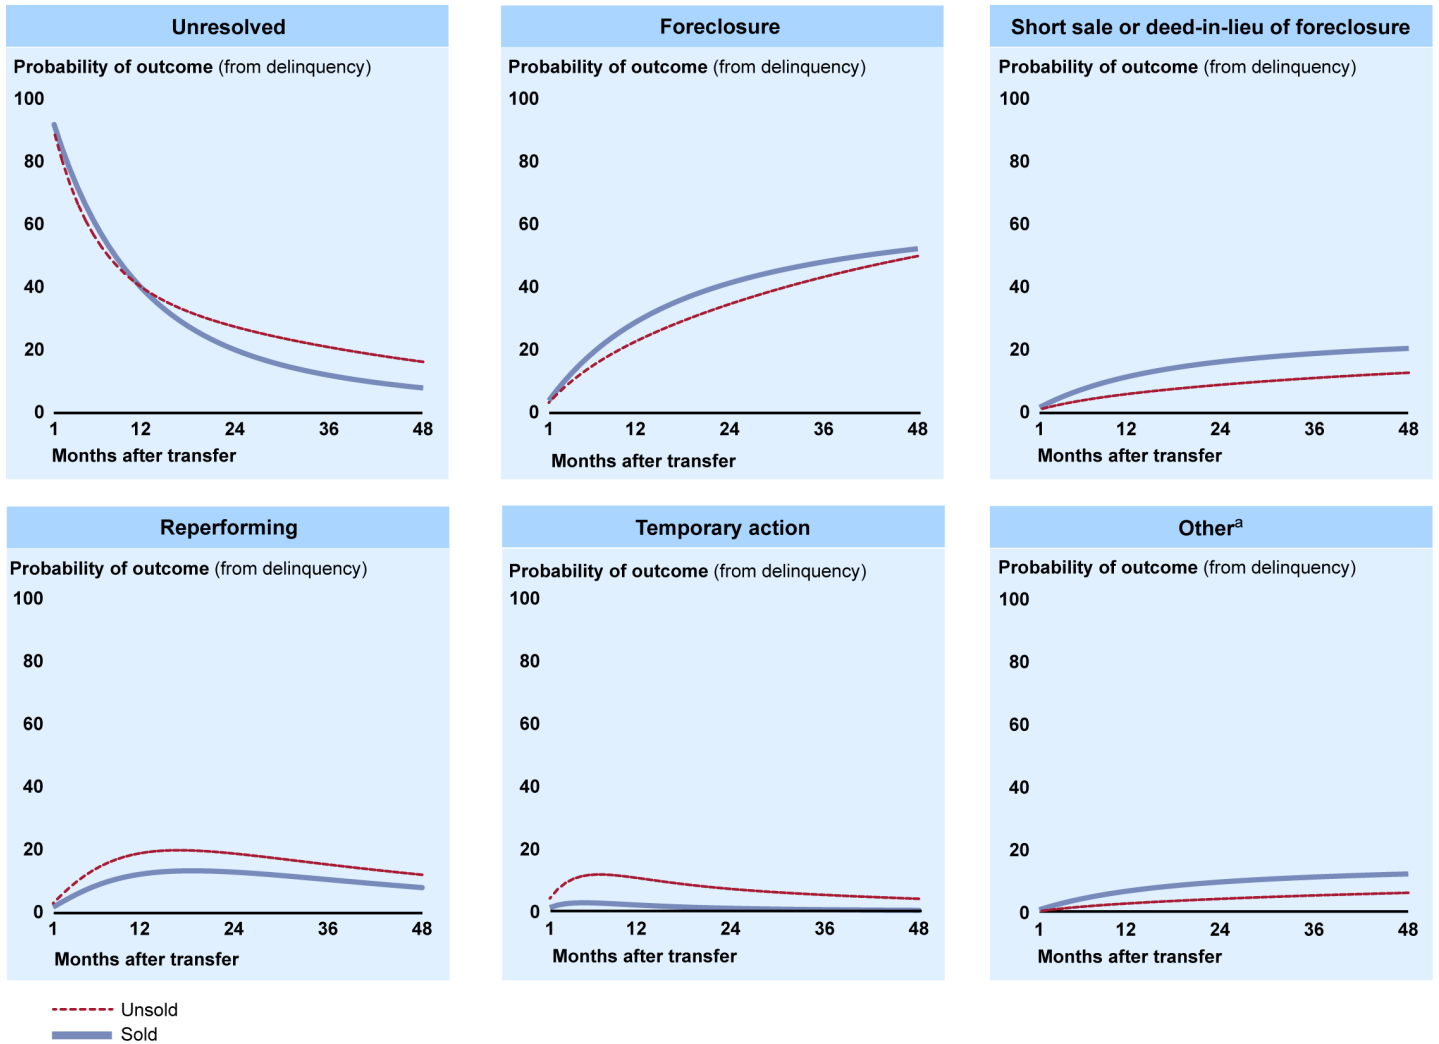 Unresolved
Probability of outcome (from delinquency)
100
80
60
40
20
0
1 12 24 36 48
Months after transfer
Foreclosure
Probability of outcome (from delinquency)
100
80
60
40
20
0
1 12 24 36 48
Months after transfer
Short sale or deed-in-lieu of foreclosure
Probability of outcome (from delinquency)
100
80
60
40
20
0
1 12 24 36 48
Months after transfer
Reperforming
Probability of outcome (from delinquency)
100
80
60
40
20
0
1 12 24 36 48
Months after transfer
Temporary action
Probability of outcome (from delinquency)
100
80
60
40
20
0
1 12 24 36 48
Months after transfer
Otherᵃ
Probability of outcome (from delinquency)
100
80
60
40
20
0
1 12 24 36 48
Months after transfer
Unsold
Sold